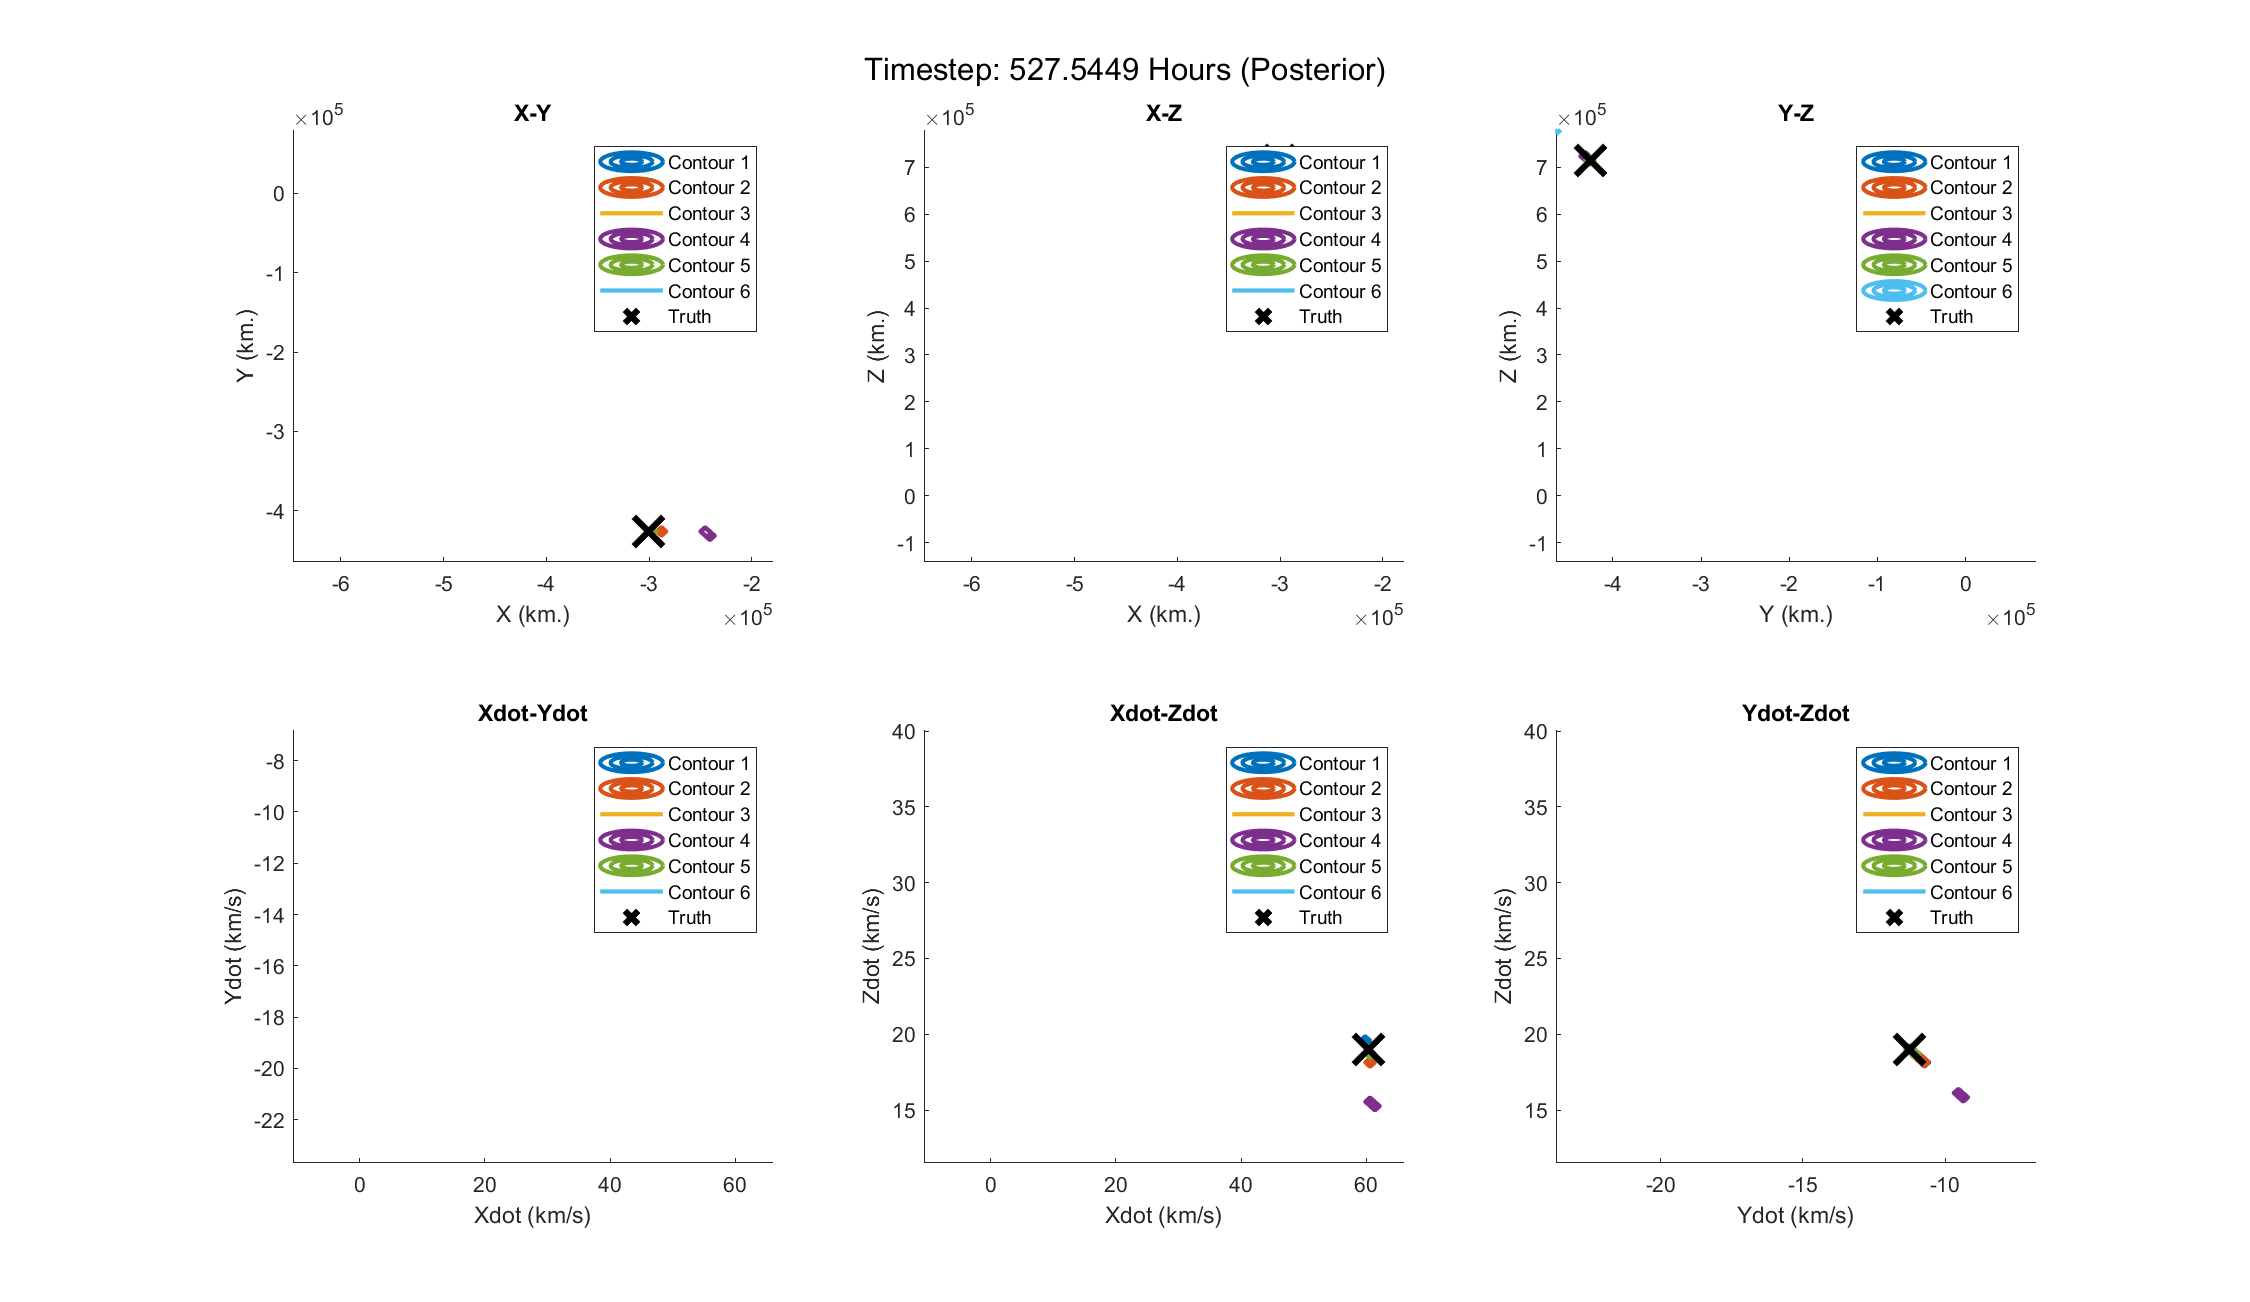 Timestep: 527.5449 Hours (Posterior)
X-Y
×10^5
0
-1
-2
-3
-4
Y (km.)
-6 -5 -4 -3 -2
X (km.)
×10^5
Contour 1
Contour 2
Contour 3
Contour 4
Contour 5
Contour 6
Truth
X-Z
×10^5
7
6
5
4
3
2
1
0
-1
Z (km.)
-6 -5 -4 -3 -2
X (km.)
×10^5
Contour 1
Contour 2
Contour 3
Contour 4
Contour 5
Contour 6
Truth
Y-Z
×10^5
7
6
5
4
3
2
1
0
-1
Z (km.)
-4 -3 -2 -1 0
Y (km.)
×10^5
Contour 1
Contour 2
Contour 3
Contour 4
Contour 5
Contour 6
Truth
Xdot-Ydot
-8
-10
-12
-14
-16
-18
-20
-22
Ydot (km/s)
0 20 40 60
Xdot (km/s)
Contour 1
Contour 2
Contour 3
Contour 4
Contour 5
Contour 6
Truth
Xdot-Zdot
40
35
30
25
20
15
Zdot (km/s)
0 20 40 60
Xdot (km/s)
Contour 1
Contour 2
Contour 3
Contour 4
Contour 5
Contour 6
Truth
Ydot-Zdot
40
35
30
25
20
15
Zdot (km/s)
-20 -15 -10
Ydot (km/s)
Contour 1
Contour 2
Contour 3
Contour 4
Contour 5
Contour 6
Truth